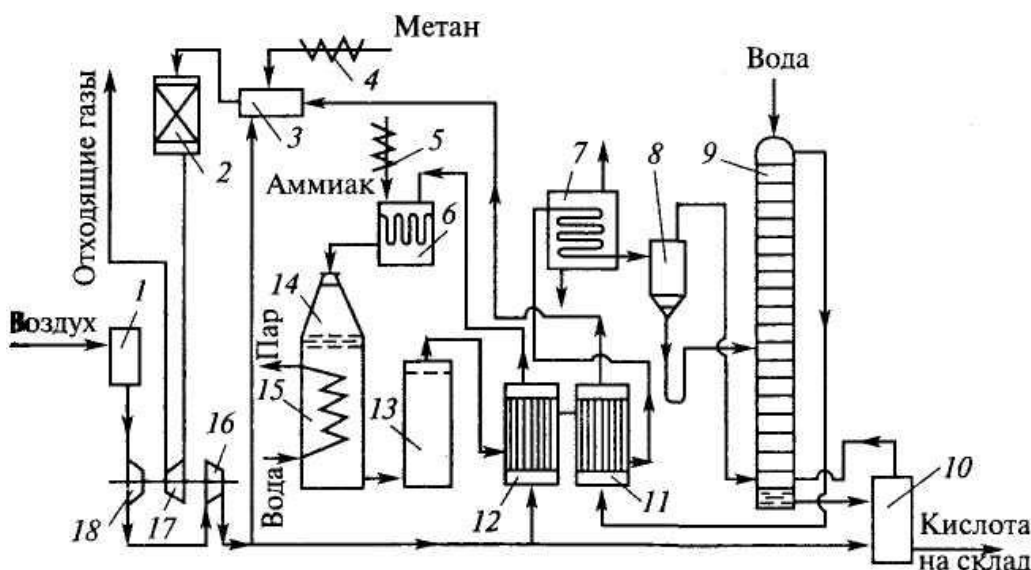 Метан
Вода
4
3
2
5
Аммиак
6
7
8
9
Отходящие газы
1
Воздух
14
Пар
15
13
16
Вода
12
11
10
18
17
Кислота
на склад